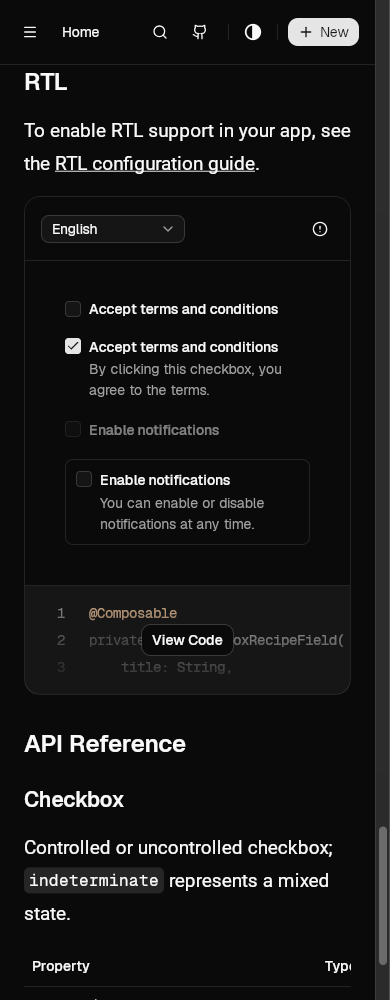 Home
New
RTL
To enable RTL support in your app, see
the RTL configuration guide.
English
Accept terms and conditions
Accept terms and conditions
By clicking this checkbox, you
agree to the terms.
Enable notifications
Enable notifications
You can enable or disable
notifications at any time.
1 @Composable
2 private oxRecipeField(
View Code
3 title: String,
API Reference
Checkbox
Controlled or uncontrolled checkbox;
indeterminate represents a mixed
state.
Property Type